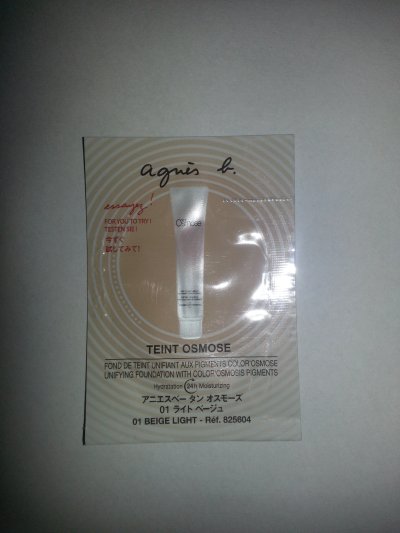 agnès b.
essayez!
FOR YOU TO TRY!
TESTEN SIE!
今すぐ
試してみて!
Osmose
TEINT OSMOSE
FOND DE TEINT UNIFIANT AUX PIGMENTS COLOR'OSMOSE
UNIFYING FOUNDATION WITH COLOR'OSMOSIS PIGMENTS
Hydratation 24h Moisturizing
アニエスベー タン オスモーズ
01 ライト ベージュ
01 BEIGE LIGHT - Réf. 825604